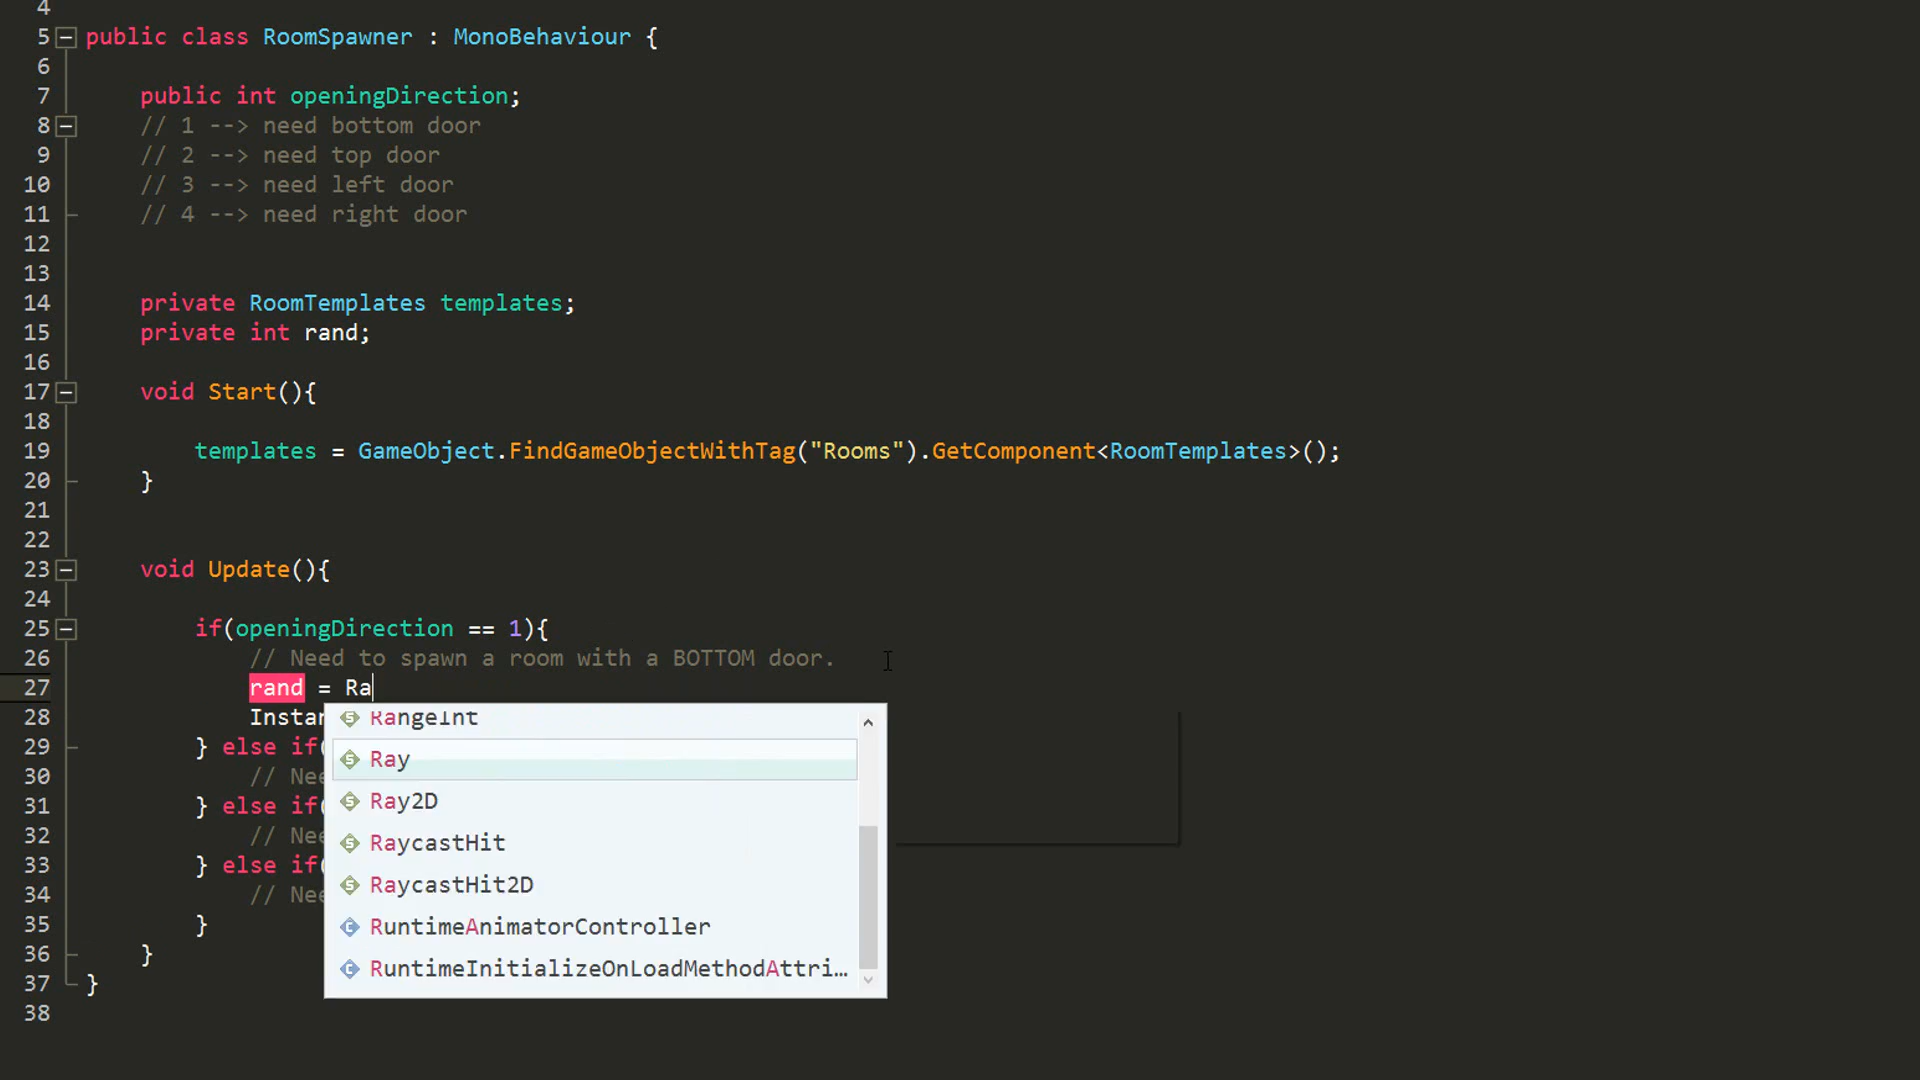 4
5 public class RoomSpawner : MonoBehaviour {
6
7 public int openingDirection;
8 // 1 --> need bottom door
9 // 2 --> need top door
10 // 3 --> need left door
11 // 4 --> need right door
12
13
14 private RoomTemplates templates;
15 private int rand;
16
17 void Start(){
18
19 templates = GameObject.FindGameObjectWithTag("Rooms").GetComponent<RoomTemplates>();
20 }
21
22
23 void Update(){
24
25 if(openingDirection == 1){
26 // Need to spawn a room with a BOTTOM door.
27 rand = Ra
28 Instan
RangeInt
29 } else if(
Ray
30 // Nee
31 } else if(
Ray2D
32 // Nee
RaycastHit
33 } else if(
RaycastHit2D
34 // Nee
35 }
RuntimeAnimatorController
36 }
RuntimeInitializeOnLoadMethodAttri...
37 }
38